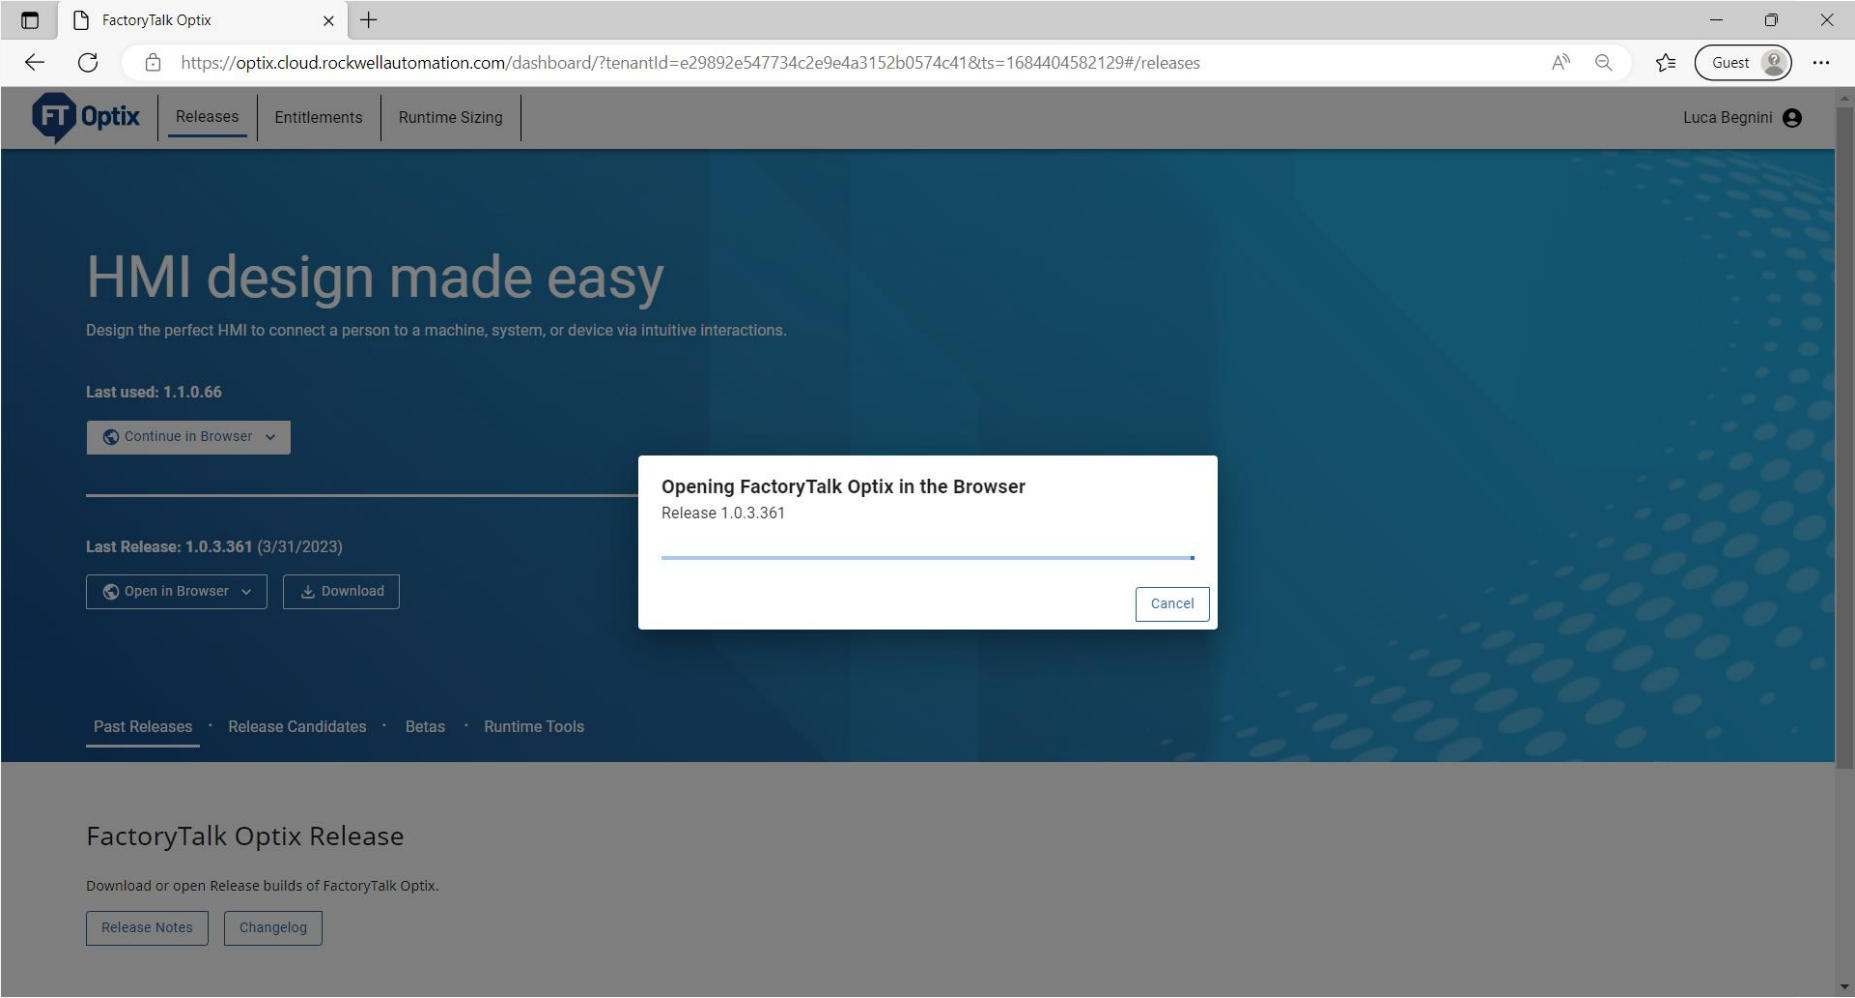 FactoryTalk Optix
https://optix.cloud.rockwellautomation.com/dashboard/?tenantId=e29892e547734c2e9e4a3152b0574c41&ts=1684404582129#/releases
Guest
FT Optix
Releases
Entitlements
Runtime Sizing
Luca Begnini
HMI design made easy
Design the perfect HMI to connect a person to a machine, system, or device via intuitive interactions.
Last used: 1.1.0.66
Continue in Browser
Opening FactoryTalk Optix in the Browser
Release 1.0.3.361
Cancel
Last Release: 1.0.3.361 (3/31/2023)
Open in Browser
Download
Past Releases · Release Candidates · Betas · Runtime Tools
FactoryTalk Optix Release
Download or open Release builds of FactoryTalk Optix.
Release Notes
Changelog